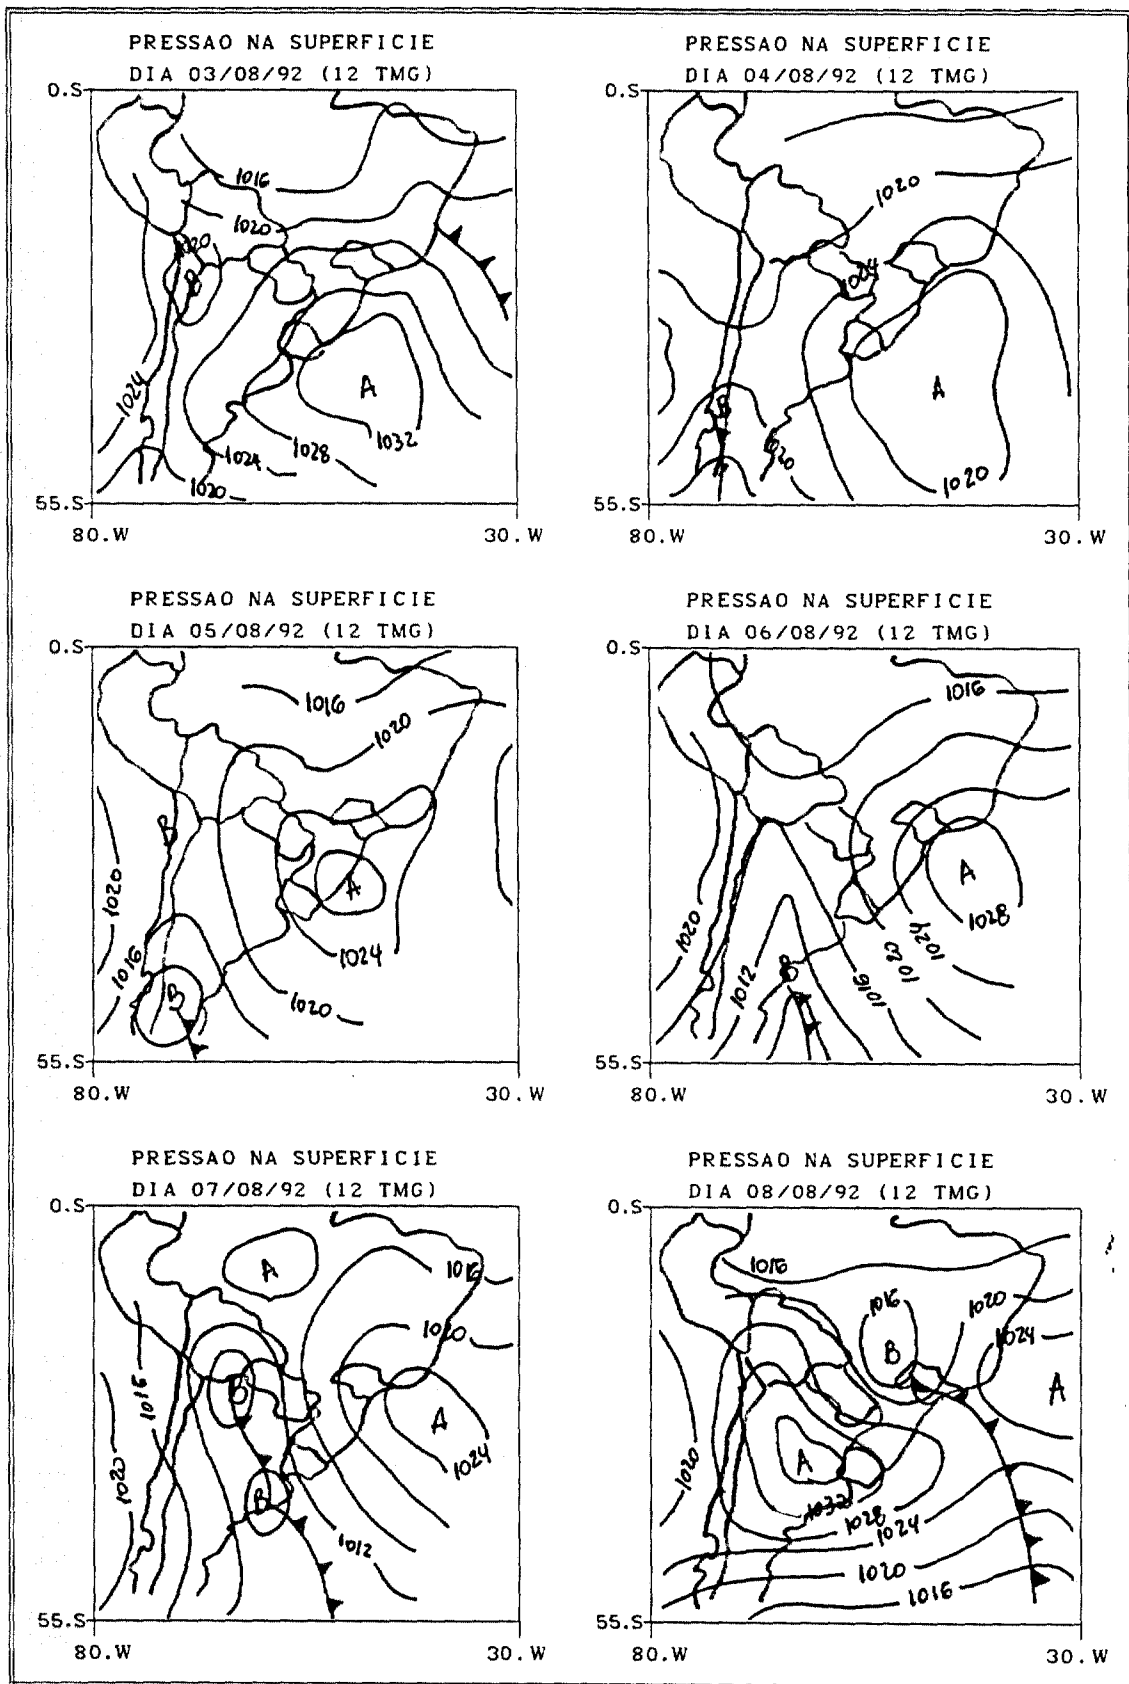 PRESSAO NA SUPERFICIE
DIA 03/08/92 (12 TMG)
0.S
1016
1020
1020
B
A
1024
1032
1028
1024
1020
55.S
80.W
30.W
PRESSAO NA SUPERFICIE
DIA 04/08/92 (12 TMG)
0.S
1020
1024
A
B
1020
1020
55.S
80.W
30.W
PRESSAO NA SUPERFICIE
DIA 05/08/92 (12 TMG)
0.S
1016
1020
B
A
1020
1024
1016
B
1020
55.S
80.W
30.W
PRESSAO NA SUPERFICIE
DIA 06/08/92 (12 TMG)
0.S
1016
A
1028
1020
1024
1020
B
1012
1016
55.S
80.W
30.W
PRESSAO NA SUPERFICIE
DIA 07/08/92 (12 TMG)
0.S
A
1016
1020
B
1016
A
1024
1020
B
1012
55.S
80.W
30.W
PRESSAO NA SUPERFICIE
DIA 08/08/92 (12 TMG)
0.S
1016
1016
1020
1024
B
A
A
1020
1032
1028
1024
1020
1016
55.S
80.W
30.W